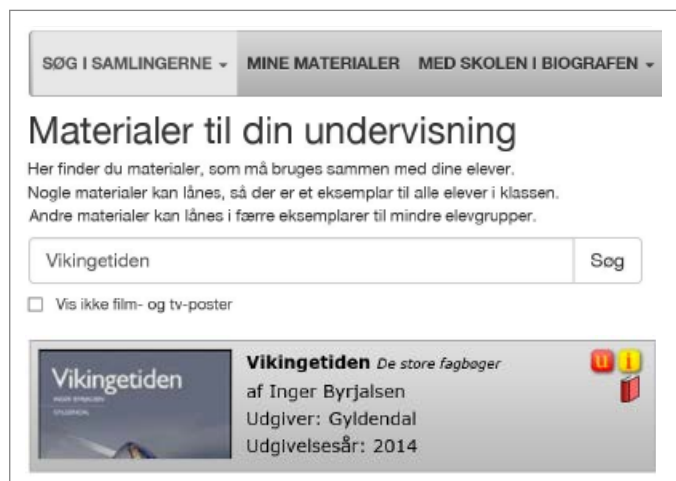 SØG I SAMLINGERNE MINE MATERIALER MED SKOLEN I BIOGRAFEN
Materialer til din undervisning
Her finder du materialer, som må bruges sammen med dine elever.
Nogle materialer kan lånes, så der er et eksemplar til alle elever i klassen.
Andre materialer kan lånes i færre eksemplarer til mindre elevgrupper.
Vikingetiden Søg
Vis ikke film- og tv-poster
Vikingetiden
INGER BYRJALSEN
GYLDENDAL
Vikingetiden De store fagbøger
af Inger Byrjalsen
Udgiver: Gyldendal
Udgivelsesår: 2014
u i